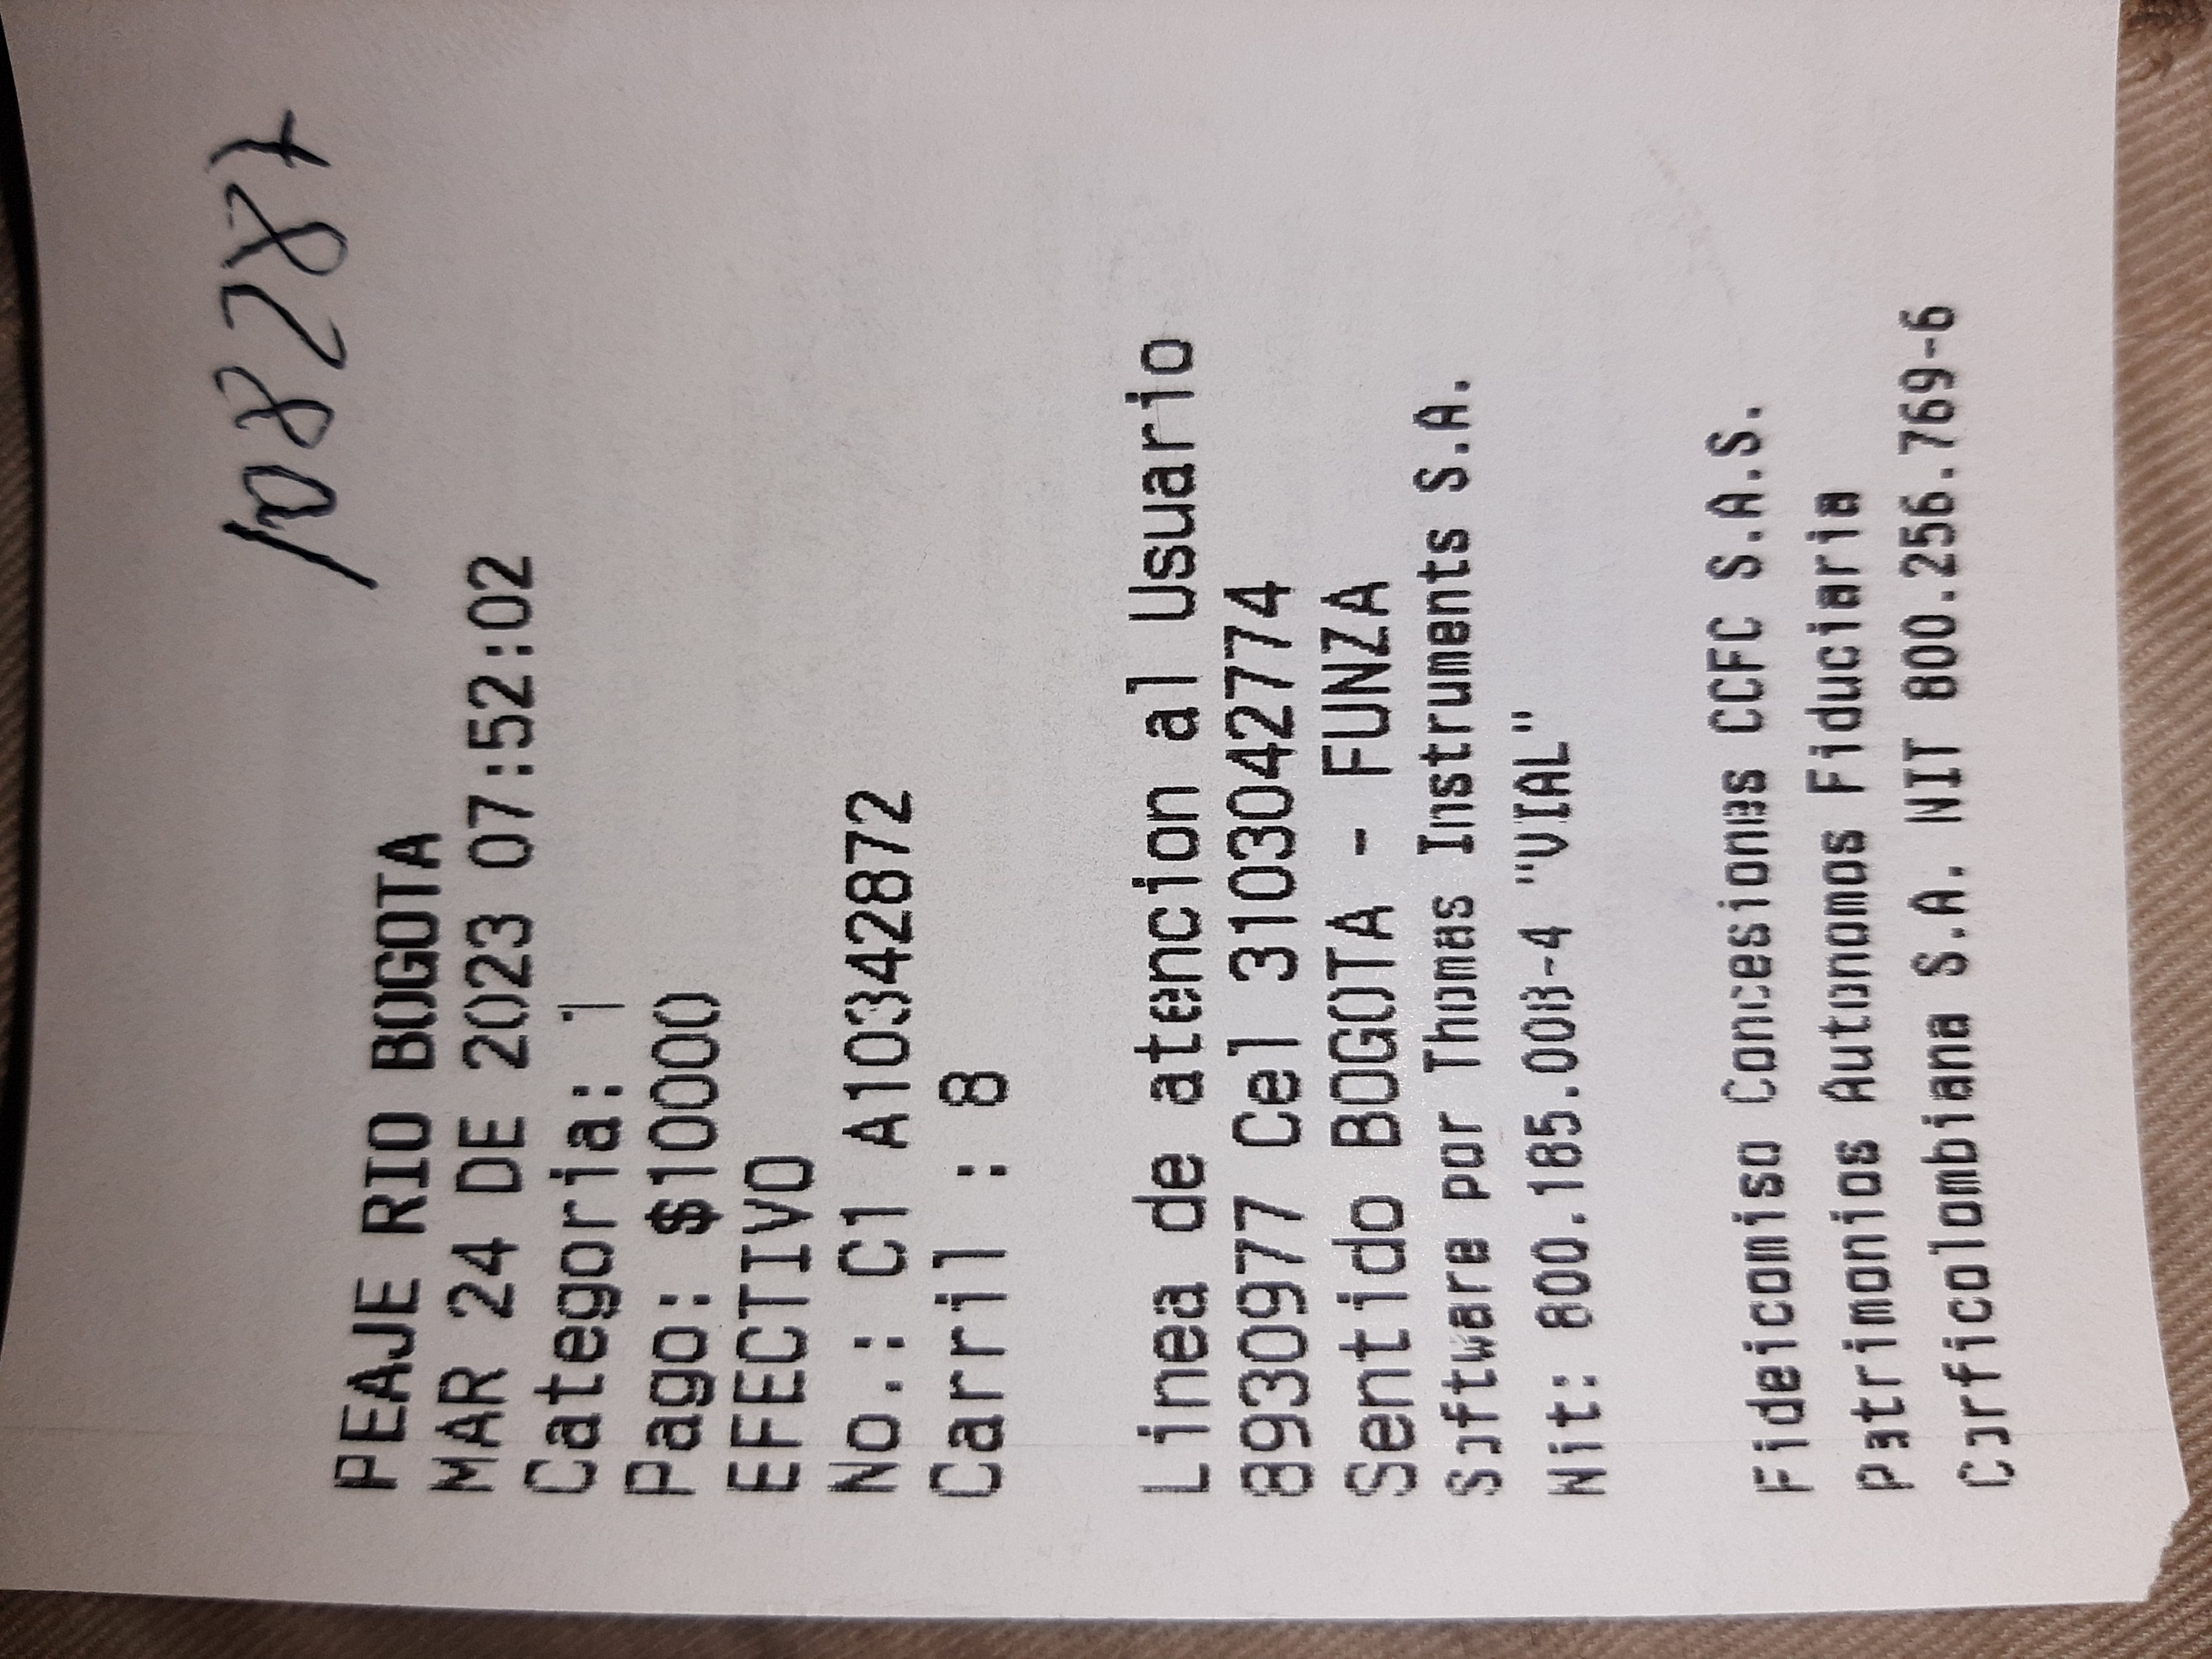 108287
PEAJE RIO BOGOTA
MAR 24 DE 2023 07:52:02
Categoria: 1
Pago: $10000
EFECTIVO
No.: C1 A10342872
Carril : 8
Linea de atencion al Usuario
8930977 Cel 3103042774
Sentido BOGOTA - FUNZA
Software por Thomas Instruments S.A.
Nit: 800.185.008-4 "VIAL"
Fideicomiso Concesiones CCFC S.A.S.
Patrimonios Autonomos Fiduciaria
Corficolombiana S.A. NIT 800.256.769-6